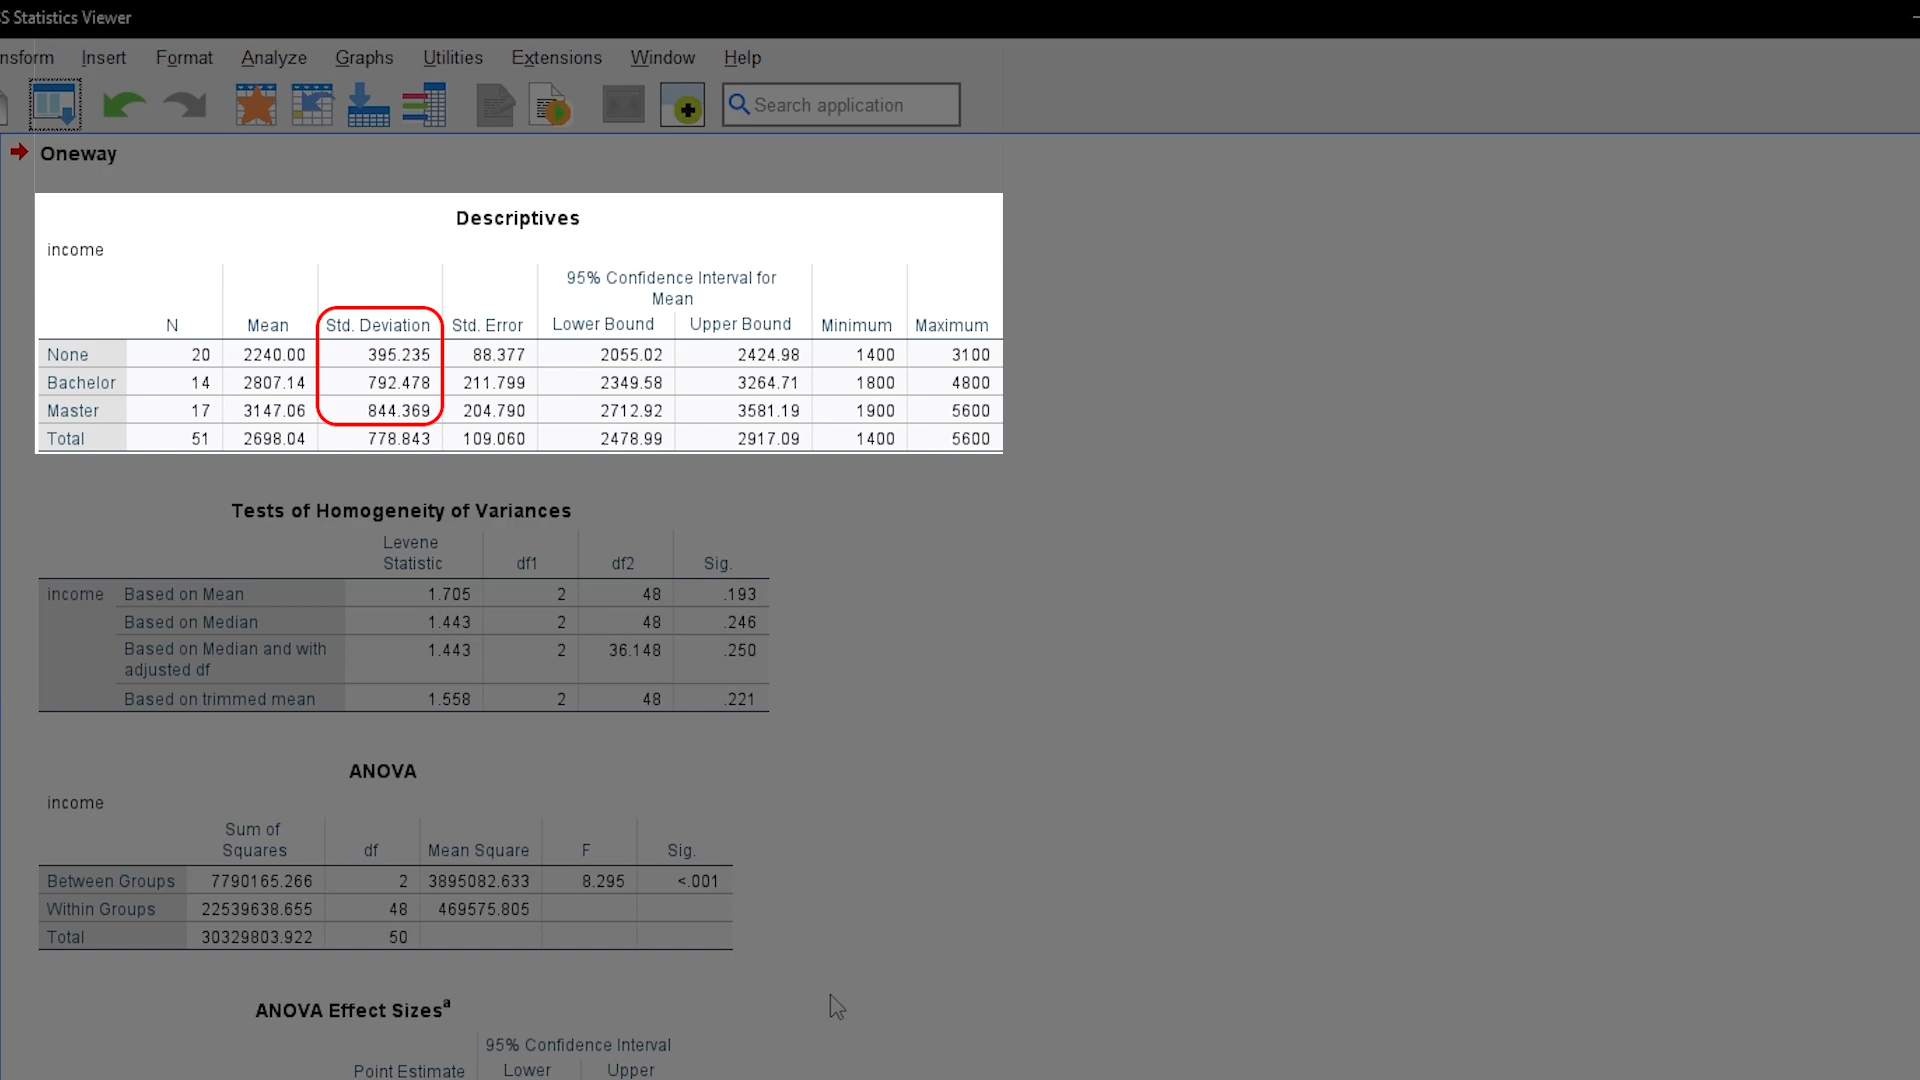 S Statistics Viewer
nsform Insert Format Analyze Graphs Utilities Extensions Window Help
Search application
Oneway
Descriptives
income
95% Confidence Interval for
Mean
N Mean Std. Deviation Std. Error Lower Bound Upper Bound Minimum Maximum
None 20 2240.00 395.235 88.377 2055.02 2424.98 1400 3100
Bachelor 14 2807.14 792.478 211.799 2349.58 3264.71 1800 4800
Master 17 3147.06 844.369 204.790 2712.92 3581.19 1900 5600
Total 51 2698.04 778.843 109.060 2478.99 2917.09 1400 5600
Tests of Homogeneity of Variances
Levene
Statistic df1 df2 Sig.
income Based on Mean 1.705 2 48 .193
Based on Median 1.443 2 48 .246
Based on Median and with
adjusted df 1.443 2 36.148 .250
Based on trimmed mean 1.558 2 48 .221
ANOVA
income
Sum of
Squares df Mean Square F Sig.
Between Groups 7790165.266 2 3895082.633 8.295 <.001
Within Groups 22539638.655 48 469575.805
Total 30329803.922 50
ANOVA Effect Sizesa
95% Confidence Interval
Point Estimate Lower Upper